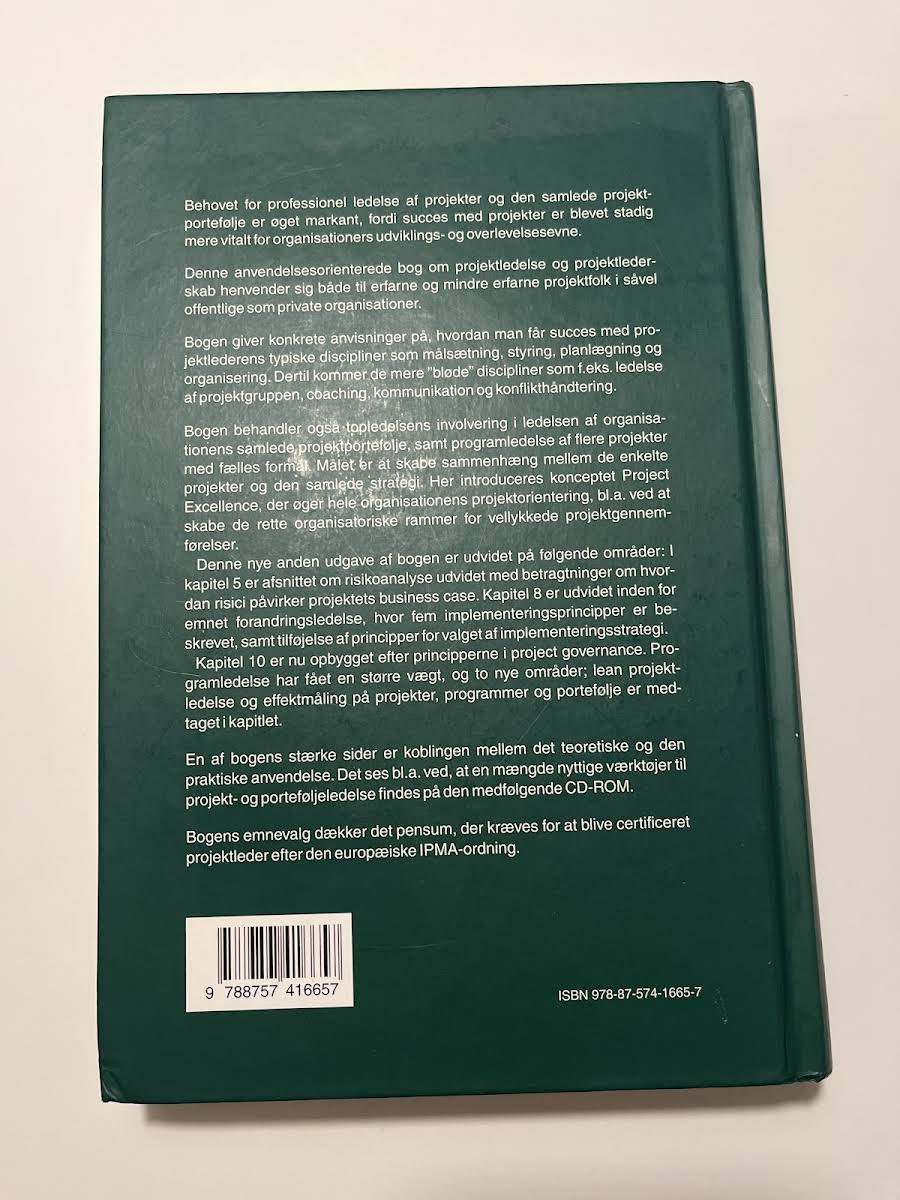 Behovet for professionel ledelse af projekter og den samlede projekt-
portefølje er øget markant, fordi succes med projekter er blevet stadig
mere vitalt for organisationers udviklings- og overlevelsesevne.
Denne anvendelsesorienterede bog om projektledelse og projektleder-
skab henvender sig både til erfarne og mindre erfarne projektfolk i såvel
offentlige som private organisationer.
Bogen giver konkrete anvisninger på, hvordan man får succes med pro-
jektlederens typiske discipliner som målsætning, styring, planlægning og
organisering. Dertil kommer de mere "bløde" discipliner som f.eks. ledelse
af projektgruppen, coaching, kommunikation og konflikthåndtering.
Bogen behandler også topledelsens involvering i ledelsen af organisa-
tionens samlede projektportefølje, samt programledelse af flere projekter
med fælles formål. Målet er at skabe sammenhæng mellem de enkelte
projekter og den samlede strategi. Her introduceres konceptet Project
Excellence, der øger hele organisationens projektorientering, bl.a. ved at
skabe de rette organisatoriske rammer for vellykkede projektgennem-
førelser.
Denne nye anden udgave af bogen er udvidet på følgende områder: I
kapitel 5 er afsnittet om risikoanalyse udvidet med betragtninger om hvor-
dan risici påvirker projektets business case. Kapitel 8 er udvidet inden for
emnet forandringsledelse, hvor fem implementeringsprincipper er be-
skrevet, samt tilføjelse af principper for valget af implementeringsstrategi.
Kapitel 10 er nu opbygget efter principperne i project governance. Pro-
gramledelse har fået en større vægt, og to nye områder; lean projekt-
ledelse og effektmåling på projekter, programmer og portefølje er med-
taget i kapitlet.
En af bogens stærke sider er koblingen mellem det teoretiske og den
praktiske anvendelse. Det ses bl.a. ved, at en mængde nyttige værktøjer til
projekt- og porteføljeledelse findes på den medfølgende CD-ROM.
Bogens emnevalg dækker det pensum, der kræves for at blive certificeret
projektleder efter den europæiske IPMA-ordning.
9 788757 416657
ISBN 978-87-574-1665-7